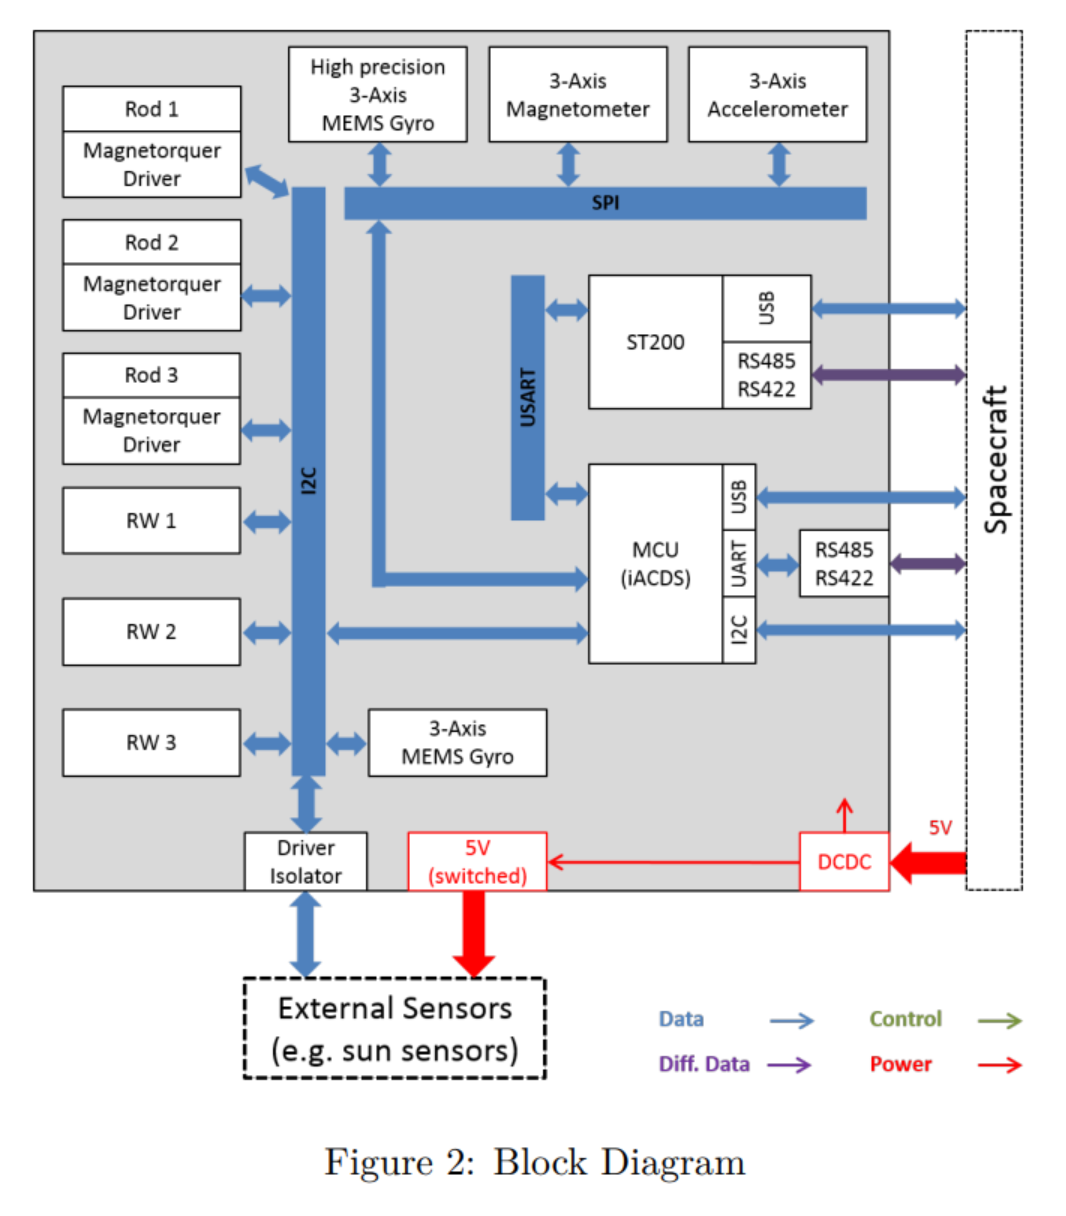 High precision
3-Axis
MEMS Gyro
3-Axis
Magnetometer
3-Axis
Accelerometer
Rod 1
Magnetorquer
Driver
SPI
Rod 2
Magnetorquer
Driver
Rod 3
Magnetorquer
Driver
I2C
USART
ST200
USB
RS485
RS422
Spacecraft
RW 1
RW 2
RW 3
MCU
(iACDS)
USB
UART
I2C
RS485
RS422
3-Axis
MEMS Gyro
Driver
Isolator
5V
(switched)
DCDC
5V
External Sensors
(e.g. sun sensors)
Data
Control
Diff. Data
Power
Figure 2: Block Diagram